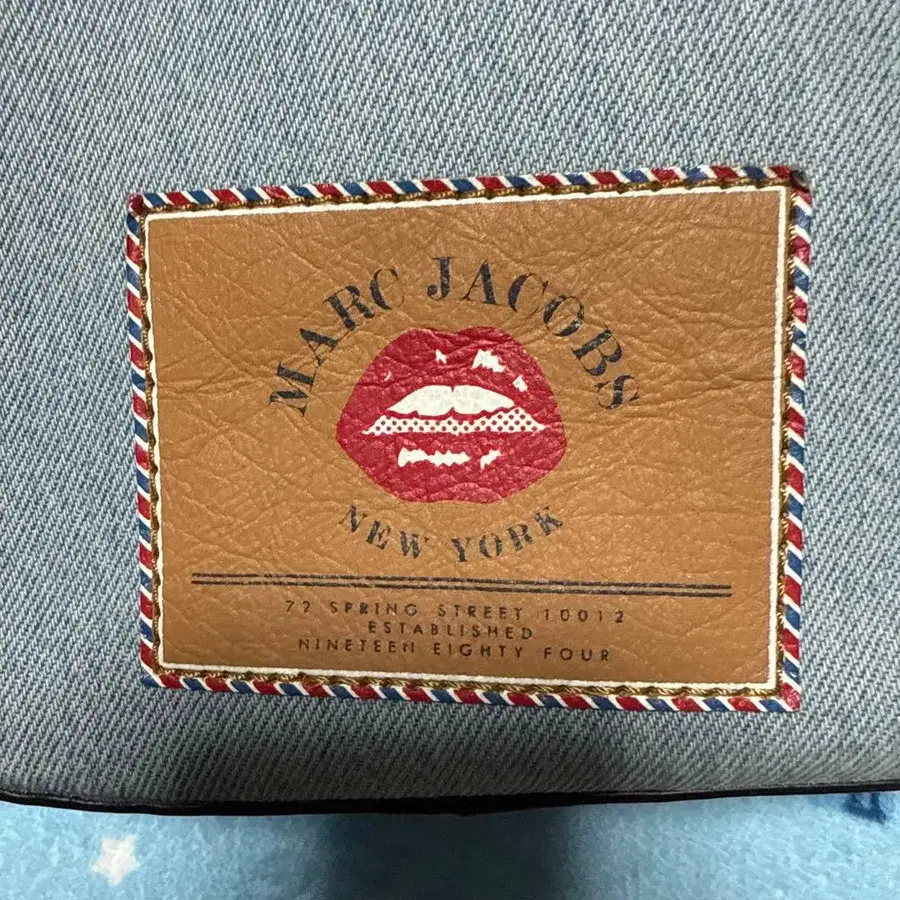 MARC JACOBS
NEW YORK
72 SPRING STREET 10012
ESTABLISHED
NINETEEN EIGHTY FOUR